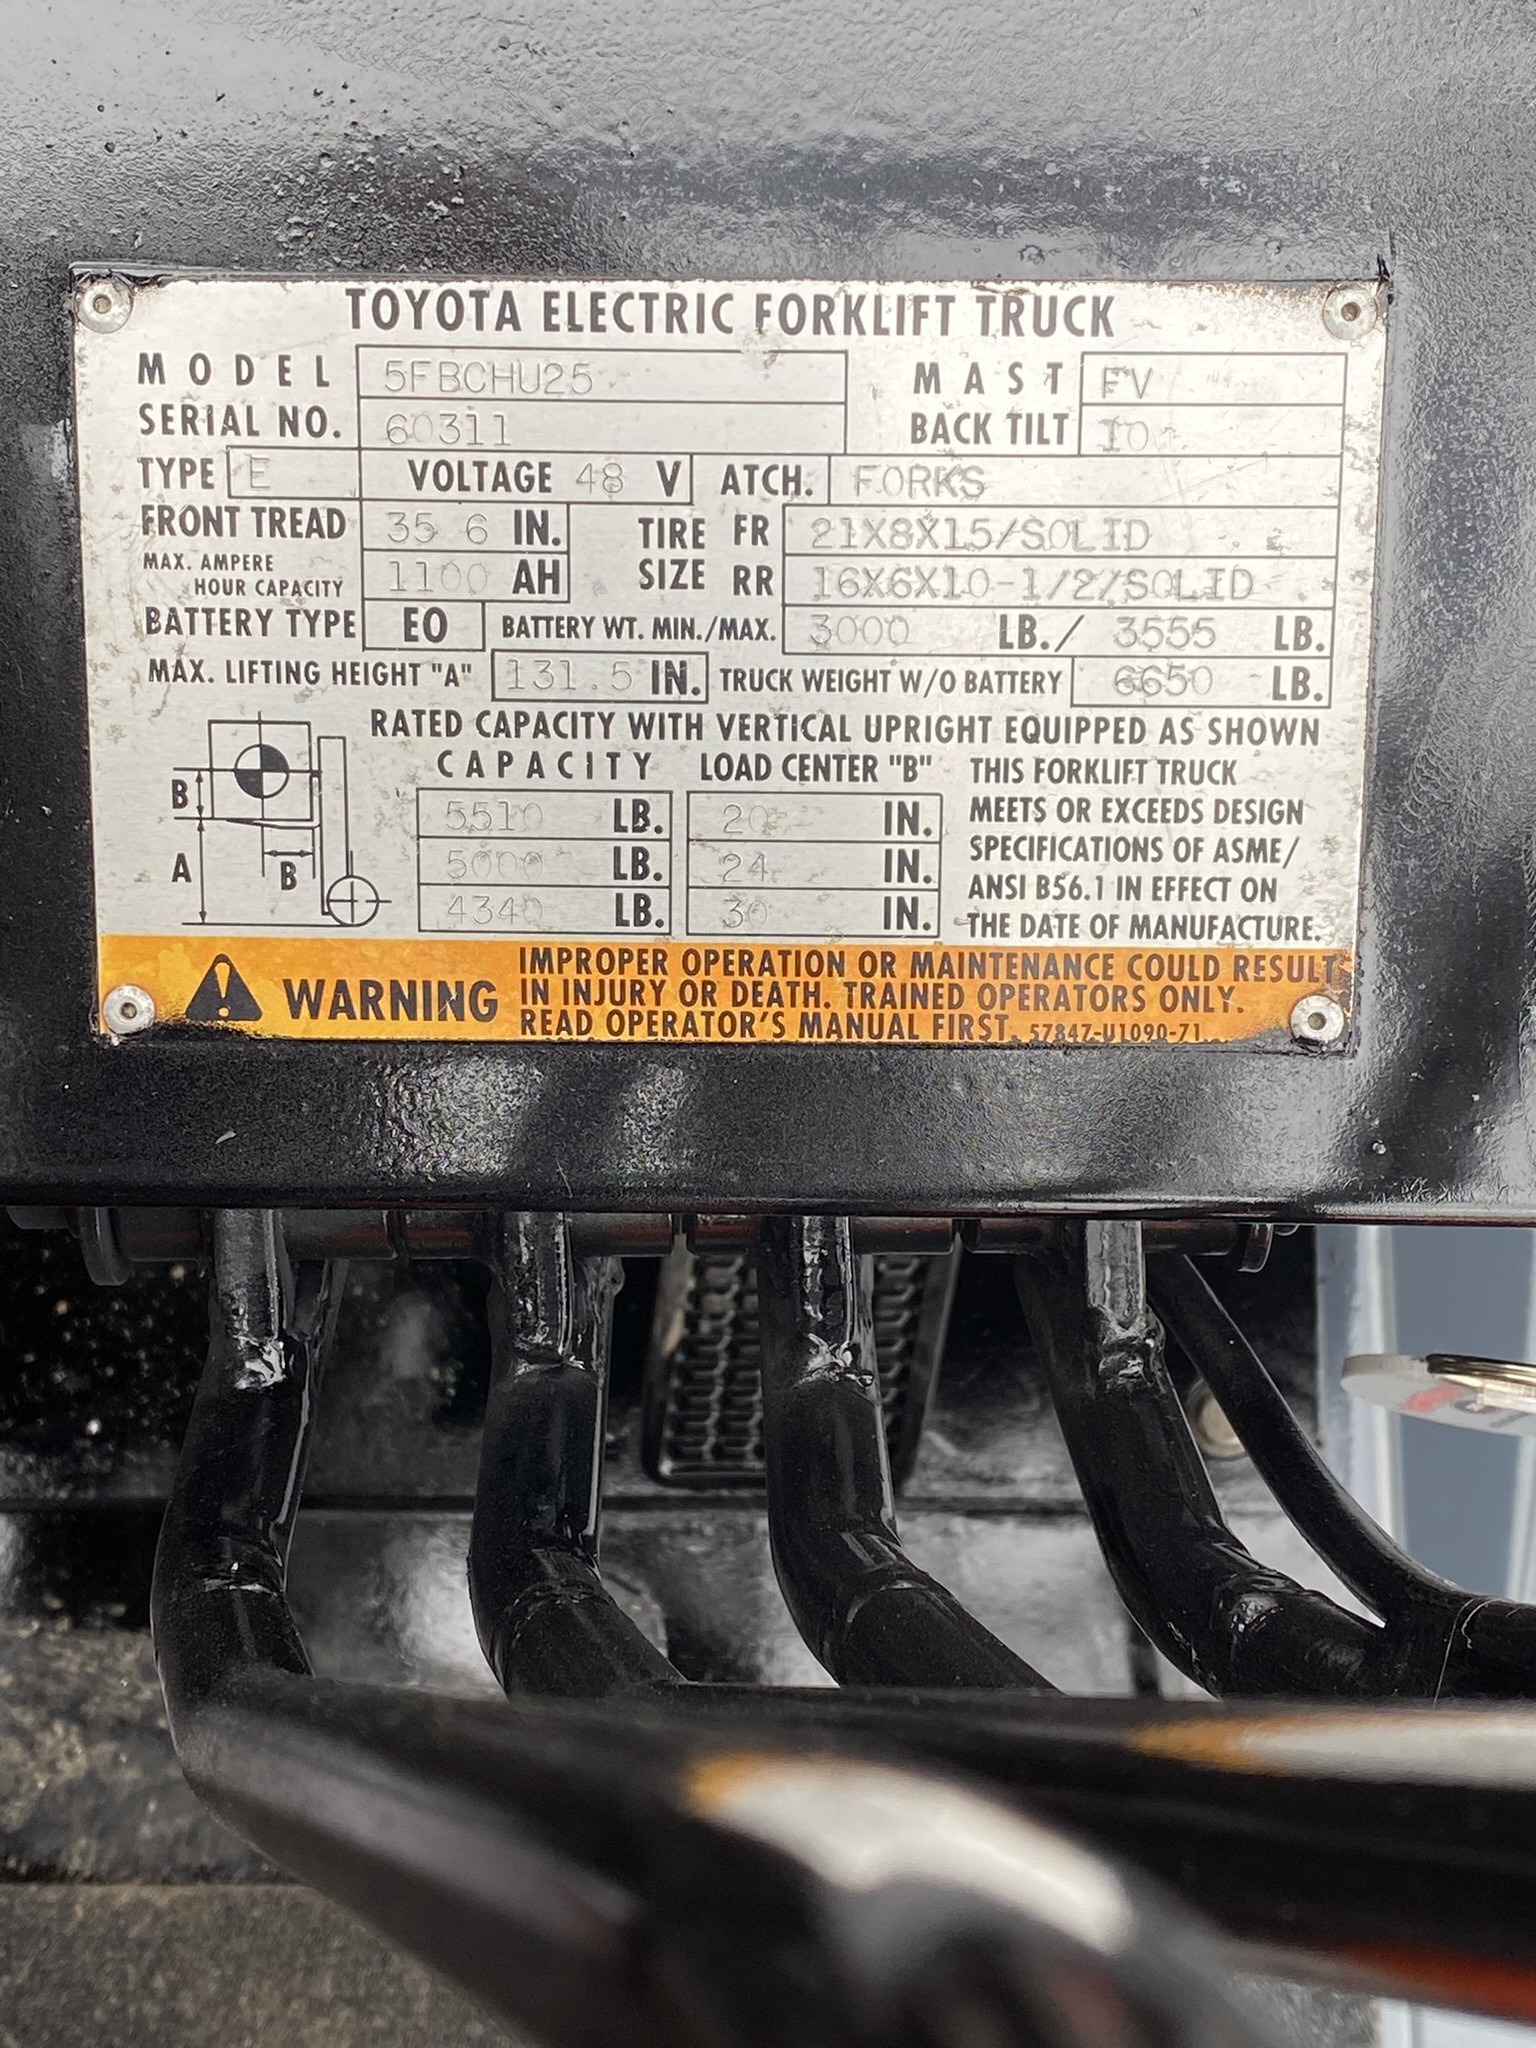 TOYOTA ELECTRIC FORKLIFT TRUCK
MODEL 5FBCHU25 MAST FV
SERIAL NO. 60311 BACK TILT 10
TYPE E VOLTAGE 48 V ATCH. FORKS
FRONT TREAD 35 6 IN. TIRE SIZE FR 21X8X15/SOLID
MAX. AMPERE HOUR CAPACITY 1100 AH RR 16X6X10-1/2/SOLID
BATTERY TYPE EO BATTERY WT. MIN./MAX. 3000 LB./ 3555 LB.
MAX. LIFTING HEIGHT "A" 131.5 IN. TRUCK WEIGHT W/O BATTERY 6650 LB.
RATED CAPACITY WITH VERTICAL UPRIGHT EQUIPPED AS SHOWN
CAPACITY LOAD CENTER "B"
5510 LB. 20 IN.
5000 LB. 24 IN.
4340 LB. 30 IN.
B
A
B
THIS FORKLIFT TRUCK
MEETS OR EXCEEDS DESIGN
SPECIFICATIONS OF ASME/
ANSI B56.1 IN EFFECT ON
THE DATE OF MANUFACTURE.
WARNING
IMPROPER OPERATION OR MAINTENANCE COULD RESULT
IN INJURY OR DEATH. TRAINED OPERATORS ONLY.
READ OPERATOR'S MANUAL FIRST. 57847-U1090-71